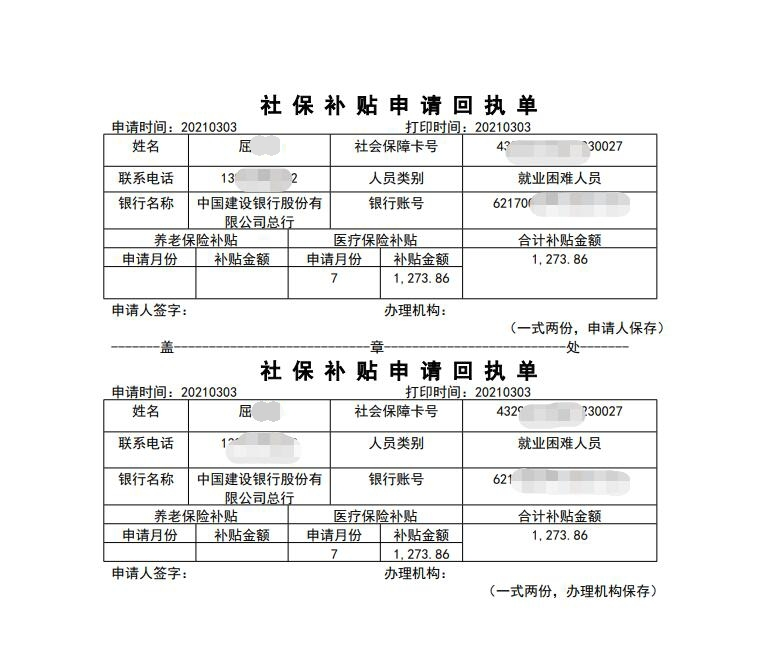 社保补贴申请回执单
申请时间：20210303 打印时间：20210303
姓名 屈 社会保障卡号 43 230027
联系电话 13 2 人员类别 就业困难人员
银行名称 中国建设银行股份有限公司总行 银行账号 62170
养老保险补贴 医疗保险补贴 合计补贴金额
申请月份 补贴金额 申请月份 补贴金额 1,273.86
7 1,273.86
申请人签字： 办理机构：
（一式两份，申请人保存）
-------盖-------章-------处-------
社保补贴申请回执单
申请时间：20210303 打印时间：20210303
姓名 屈 社会保障卡号 432 230027
联系电话 13 人员类别 就业困难人员
银行名称 中国建设银行股份有限公司总行 银行账号 621
养老保险补贴 医疗保险补贴 合计补贴金额
申请月份 补贴金额 申请月份 补贴金额 1,273.86
7 1,273.86
申请人签字： 办理机构：
（一式两份，办理机构保存）